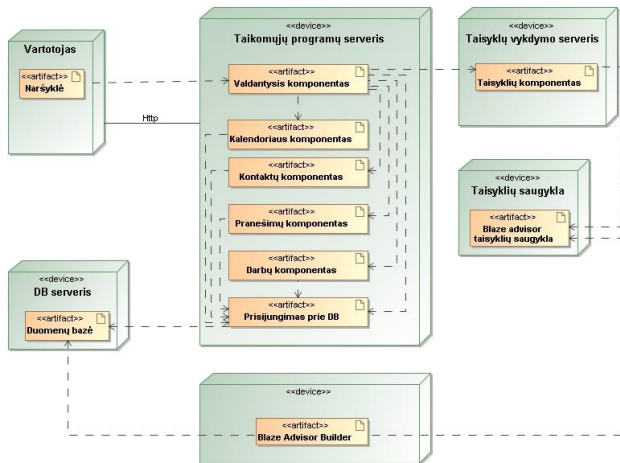 Vartotojas
<<artifact>>
Naršyklė
Http
<<device>>
Taikomųjų programų serveris
<<artifact>>
Valdantysis komponentas
<<artifact>>
Kalendoriaus komponentas
<<artifact>>
Kontaktų komponentas
<<artifact>>
Pranešimų komponentas
<<artifact>>
Darbų komponentas
<<artifact>>
Prisijungimas prie DB
<<device>>
Taisyklų vykdymo serveris
<<artifact>>
Taisyklių komponentas
<<device>>
Taisyklių saugykla
<<artifact>>
Blaze advisor
taisyklių saugykla
<<device>>
DB serveris
<<artifact>>
Duomenų bazė
<<device>>
<<artifact>>
Blaze Advisor Builder